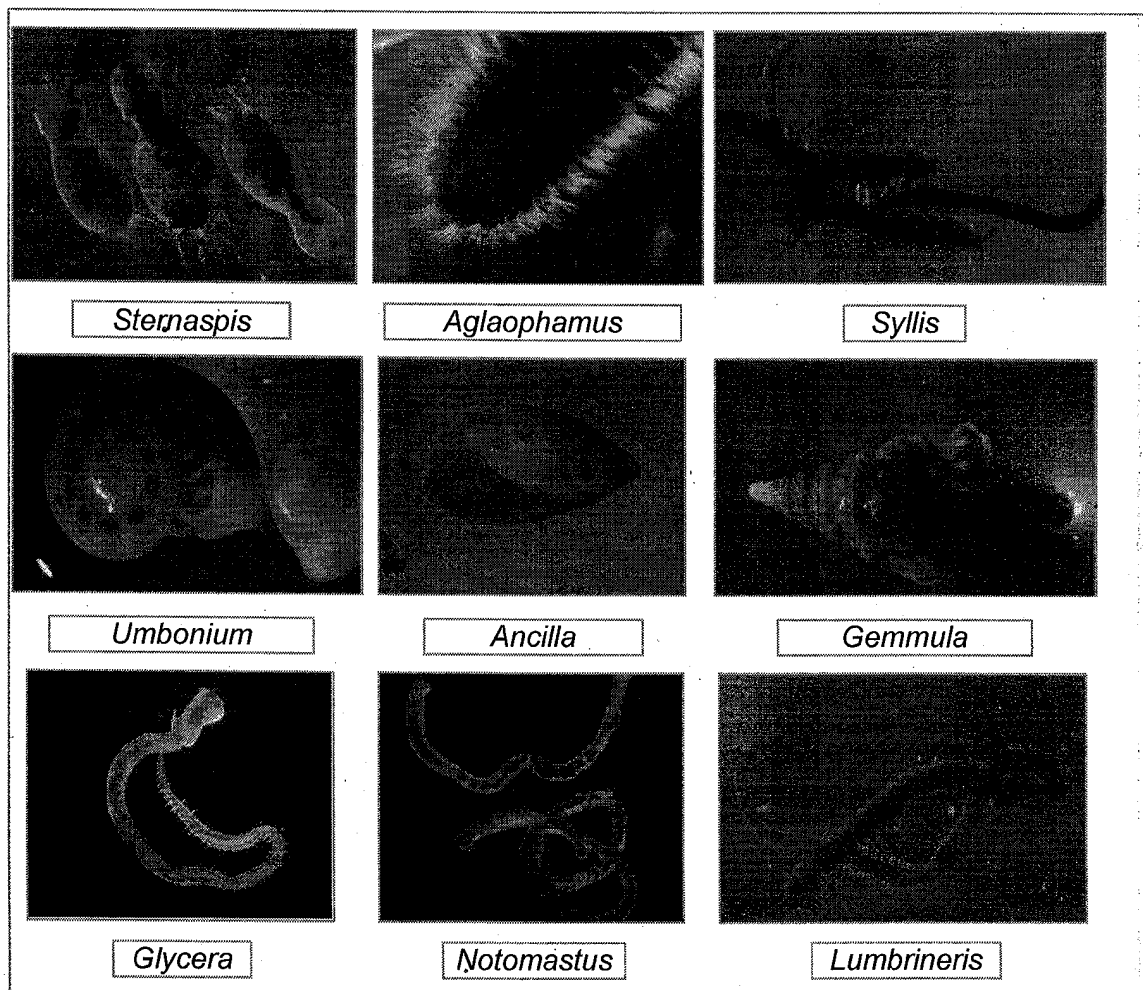 Sternaspis
Aglaophamus
Syllis
Umbonium
Ancilla
Gemmula
Glycera
Notomastus
Lumbrineris